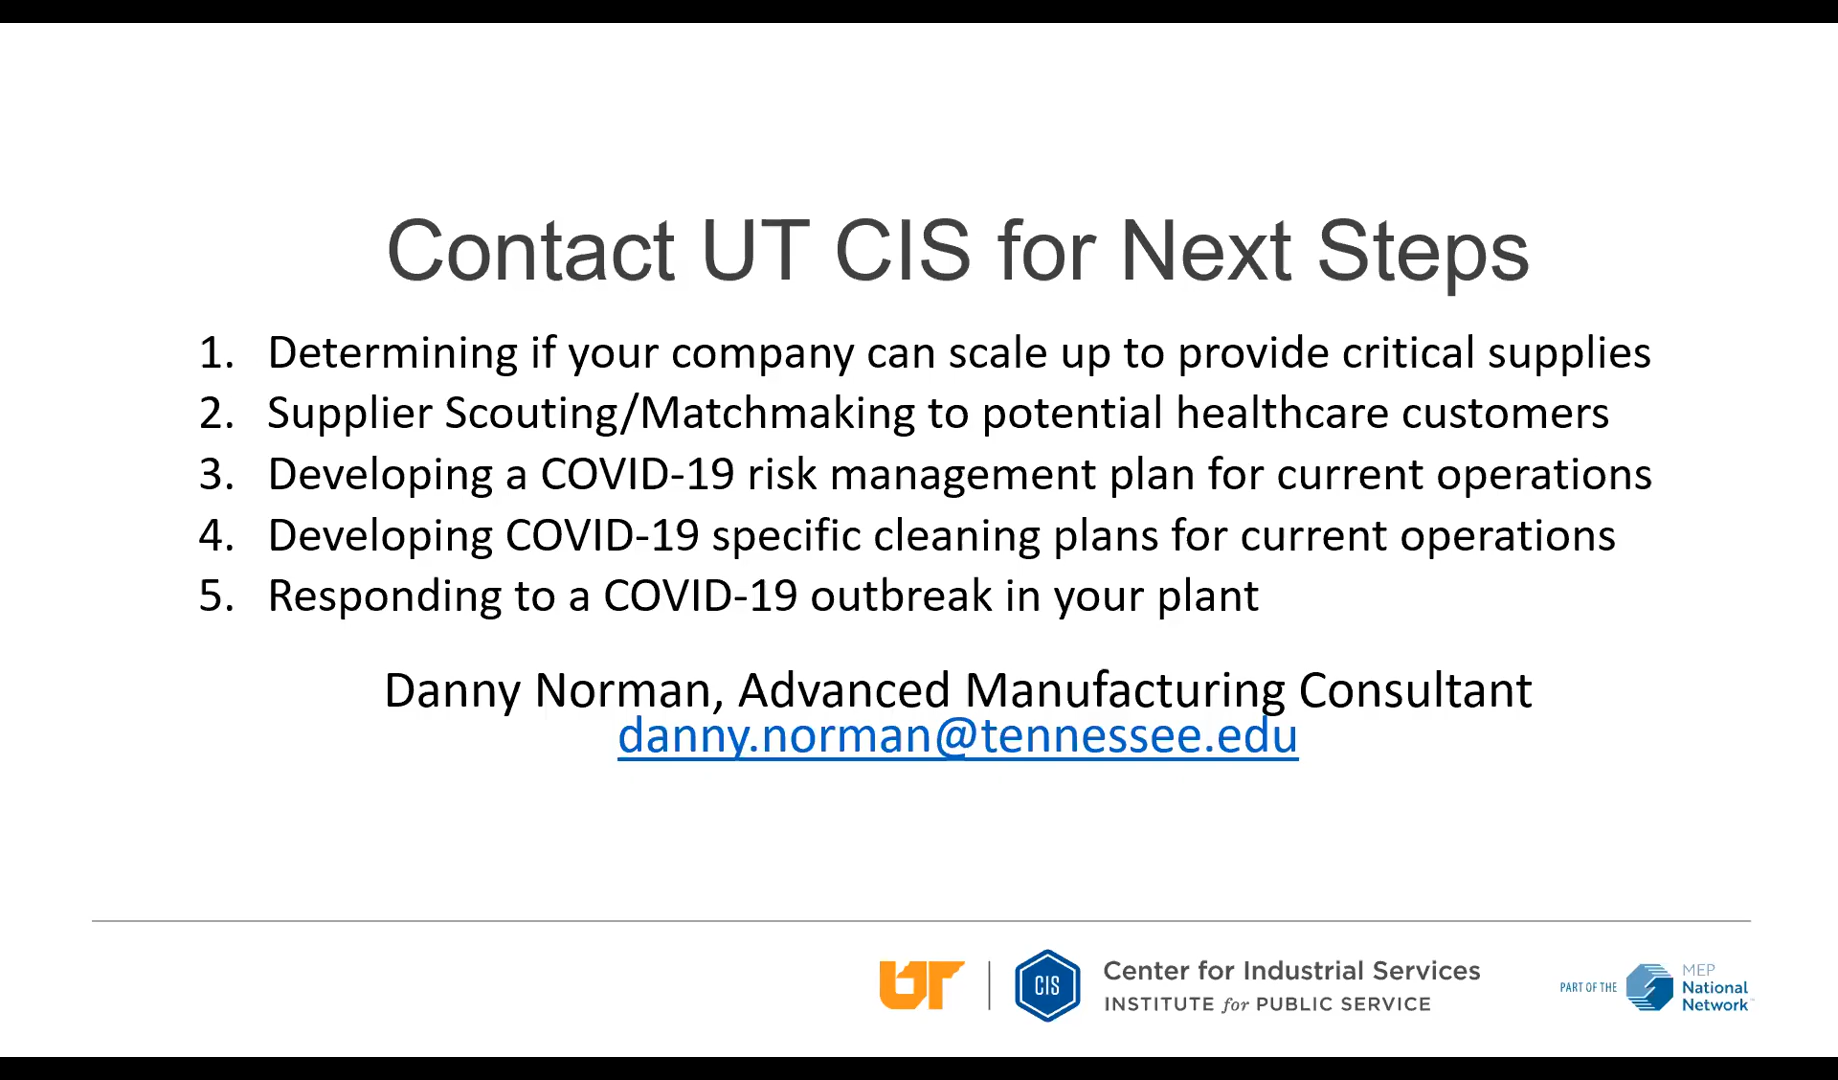 Contact UT CIS for Next Steps
1. Determining if your company can scale up to provide critical supplies
2. Supplier Scouting/Matchmaking to potential healthcare customers
3. Developing a COVID-19 risk management plan for current operations
4. Developing COVID-19 specific cleaning plans for current operations
5. Responding to a COVID-19 outbreak in your plant
Danny Norman, Advanced Manufacturing Consultant
danny.norman@tennessee.edu
UT
CIS
Center for Industrial Services
INSTITUTE for PUBLIC SERVICE
PART OF THE
MEP
National
Network™